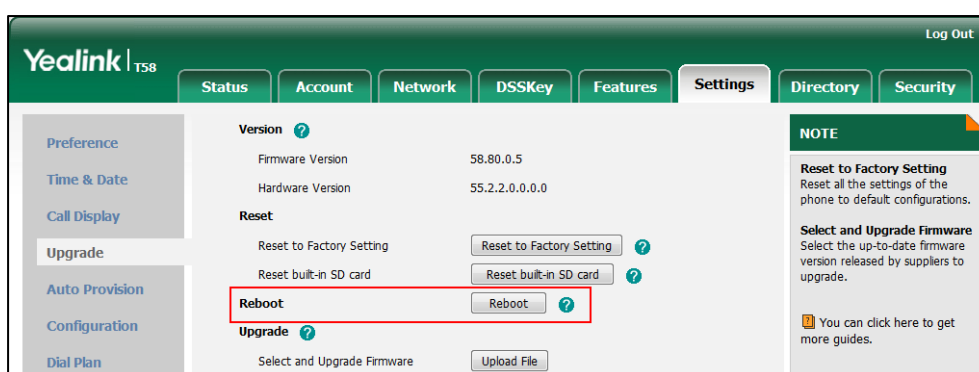 Log Out
Yealink | T58
Status Account Network DSSKey Features Settings Directory Security
Preference
Time & Date
Call Display
Upgrade
Auto Provision
Configuration
Dial Plan
Version ?
Firmware Version 58.80.0.5
Hardware Version 55.2.2.0.0.0.0
Reset
Reset to Factory Setting Reset to Factory Setting ?
Reset built-in SD card Reset built-in SD card ?
Reboot Reboot ?
Upgrade ?
Select and Upgrade Firmware Upload File
NOTE
Reset to Factory Setting
Reset all the settings of the
phone to default configurations.
Select and Upgrade Firmware
Select the up-to-date firmware
version released by suppliers to
upgrade.
? You can click here to get
more guides.